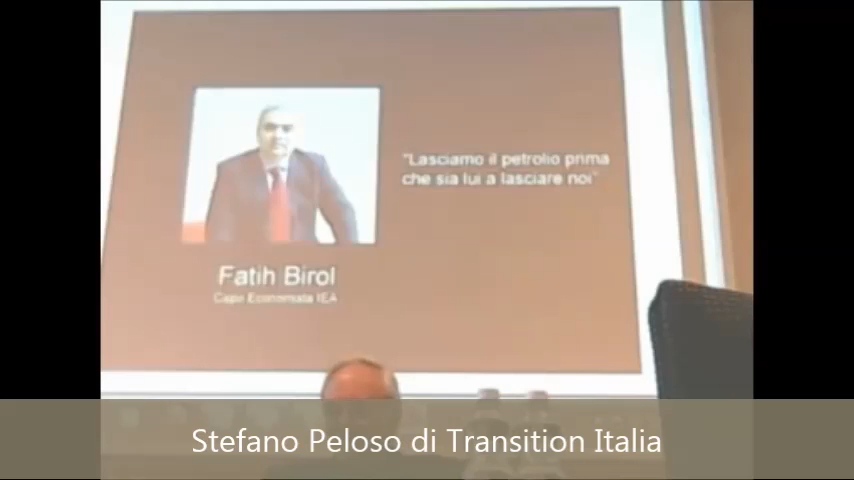 "Lasciamo il petrolio prima
che sia lui a lasciare noi"
Fatih Birol
Capo Economista IEA
Stefano Peloso di Transition Italia